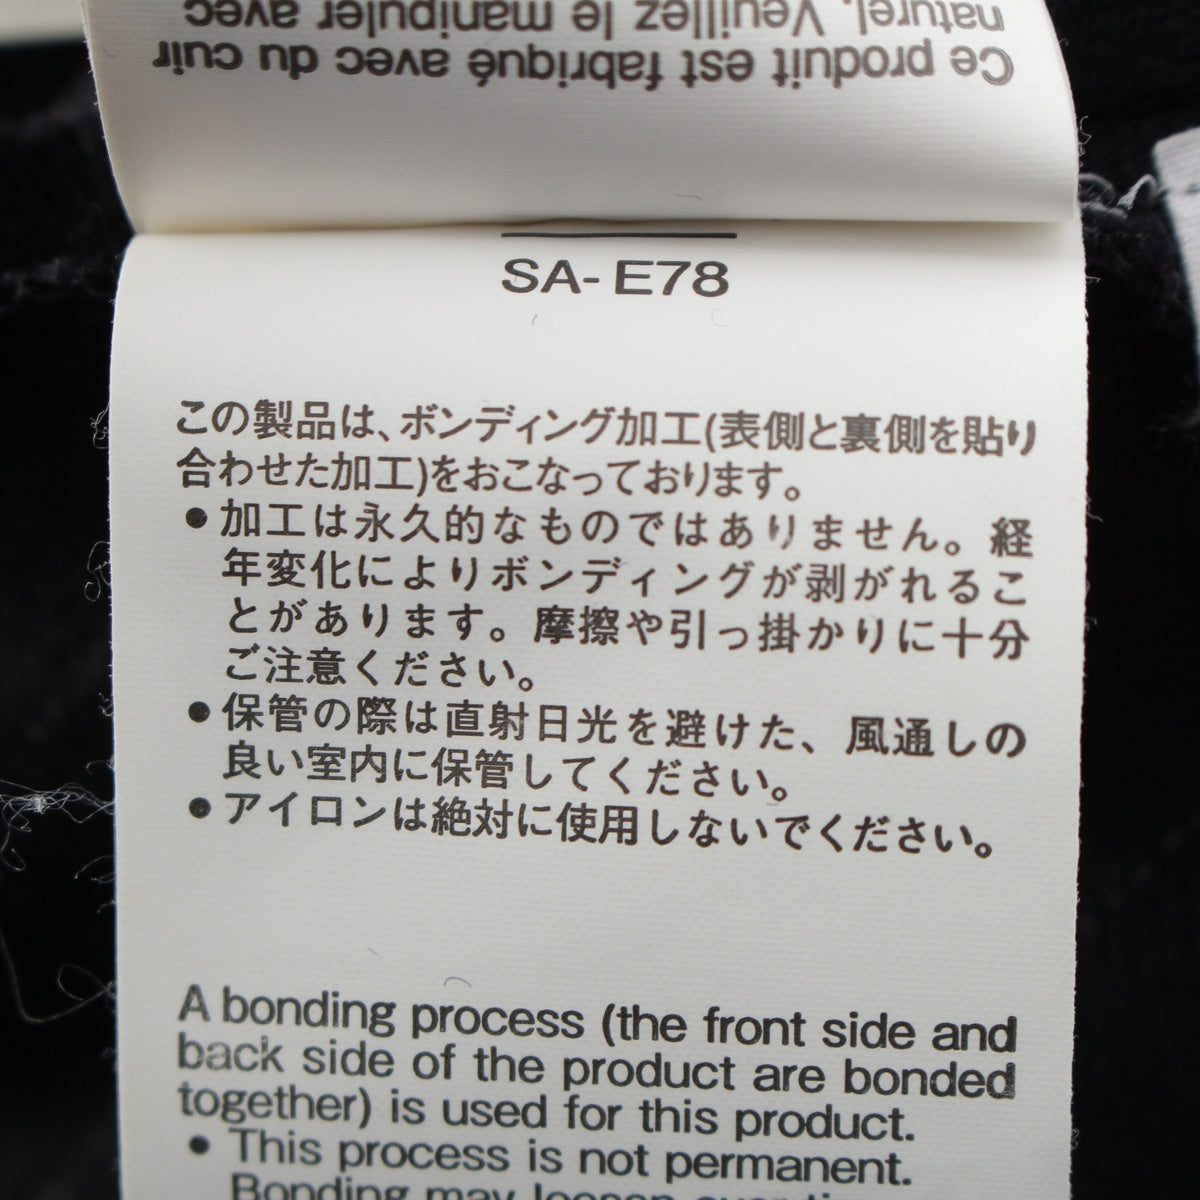 naturel. Veuillez le manipuler avec
Ce produit est fabriqué avec du cuir
SA-E78
この製品は、ボンディング加工(表側と裏側を貼り
合わせた加工)をおこなっております。
●加工は永久的なものではありません。経
年変化によりボンディングが剥がれるこ
とがあります。摩擦や引っ掛かりに十分
ご注意ください。
●保管の際は直射日光を避けた、風通しの
良い室内に保管してください。
●アイロンは絶対に使用しないでください。
A bonding process (the front side and
back side of the product are bonded
together) is used for this product.
● This process is not permanent.
Bonding may loosen over